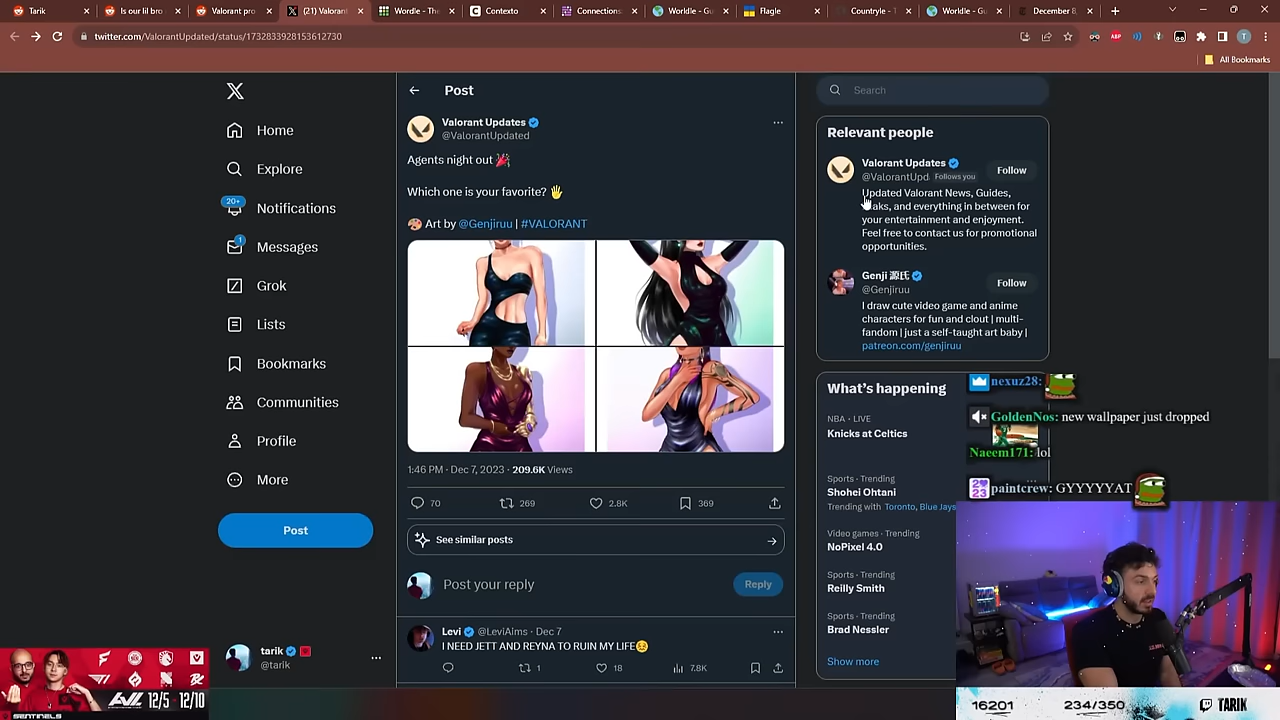 Tarik
Is our lil bro
Valorant pro
(21) Valoran
Wordle - The
Contexto
Connections
Worldle - Gu
Flagle
Countryle - T
Worldle - Gu
December 8
twitter.com/ValorantUpdated/status/1732833928153612730
All Bookmarks
Home
Explore
20+
Notifications
1
Messages
Grok
Lists
Bookmarks
Communities
Profile
More
Post
tarik
@tarik
Post
Valorant Updates
@ValorantUpdated
Agents night out 🎉
Which one is your favorite? 🖐
🎨 Art by @Genjiruu | #VALORANT
1:46 PM · Dec 7, 2023 · 209.6K Views
70
269
2.8K
369
See similar posts
Post your reply
Reply
Levi @LeviAims · Dec 7
I NEED JETT AND REYNA TO RUIN MY LIFE
1
18
7.8K
Search
Relevant people
Valorant Updates
@ValorantUpd Follows you
Follow
Updated Valorant News, Guides,
and everything in between for
your entertainment and enjoyment.
Feel free to contact us for promotional
opportunities.
Genji 源氏
@Genjiruu
Follow
I draw cute video game and anime
characters for fun and clout | multi-
fandom | just a self-taught art baby |
patreon.com/genjiruu
What's happening
NBA · LIVE
Knicks at Celtics
Sports · Trending
Shohei Ohtani
Trending with Toronto, Blue Jays
Video games · Trending
NoPixel 4.0
Sports · Trending
Reilly Smith
Sports · Trending
Brad Nessler
Show more
nexuz28:
GoldenNos: new wallpaper just dropped
Naeem171: lol
2023
paintcrew: GYYYYYAT
SENTINELS
12/5 ~ 12/10
16201
234/350
TARIK